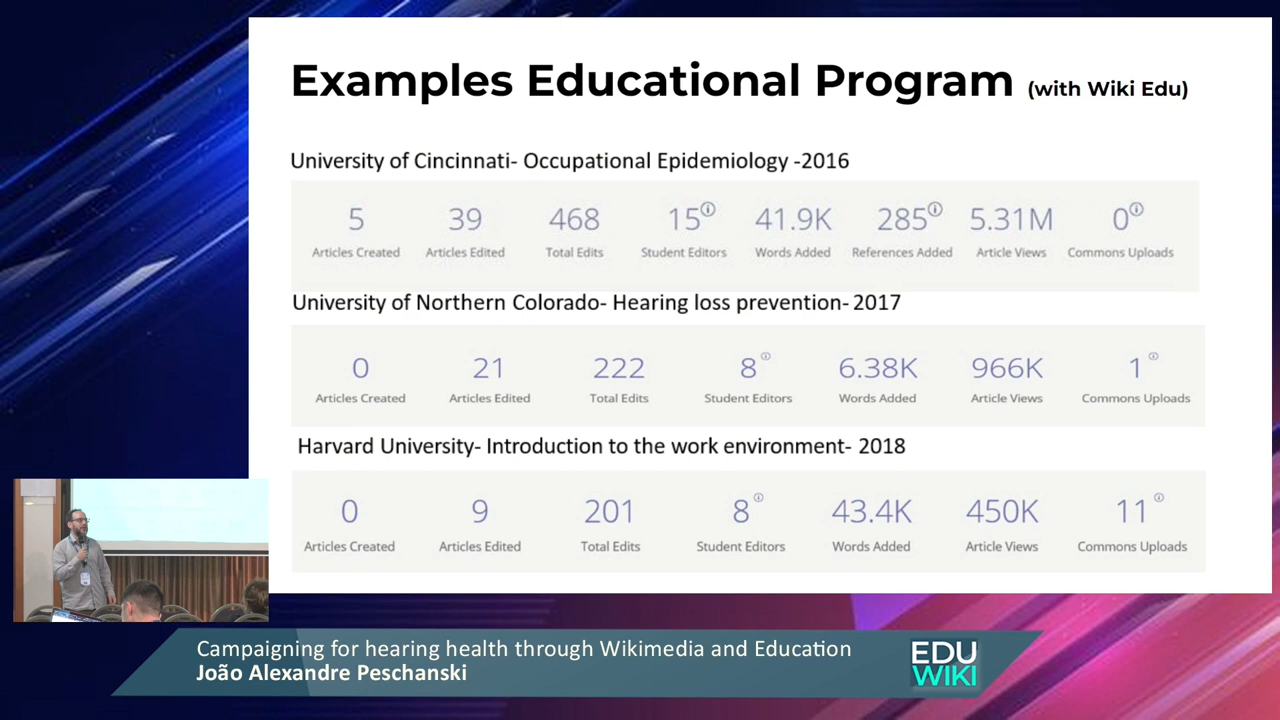 Examples Educational Program (with Wiki Edu)
University of Cincinnati- Occupational Epidemiology -2016
5 39 468 15 41.9K 285 5.31M 0
Articles Created Articles Edited Total Edits Student Editors Words Added References Added Article Views Commons Uploads
University of Northern Colorado- Hearing loss prevention- 2017
0 21 222 8 6.38K 966K 1
Articles Created Articles Edited Total Edits Student Editors Words Added Article Views Commons Uploads
Harvard University- Introduction to the work environment- 2018
0 9 201 8 43.4K 450K 11
Articles Created Articles Edited Total Edits Student Editors Words Added Article Views Commons Uploads
Campaigning for hearing health through Wikimedia and Education
João Alexandre Peschanski
EDU
WIKI